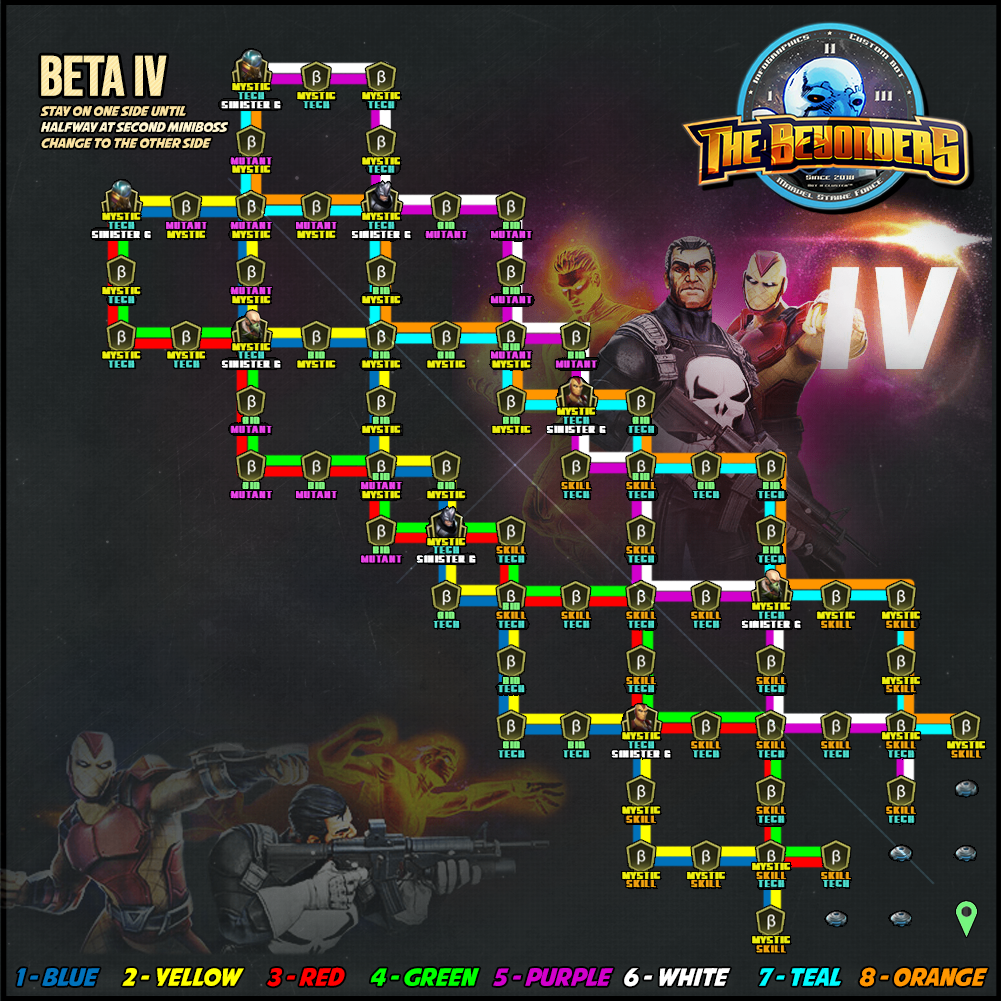 BETA IV
STAY ON ONE SIDE UNTIL
HALFWAY AT SECOND MINIBOSS
CHANGE TO THE OTHER SIDE
INFOGRAPHICS II CUSTOM BOT
I III
THE BEYONDERS
SINCE 2018
MARVEL STRIKE FORCE
IV
β β
MYSTIC MYSTIC MYSTIC
TECH TECH TECH
SINISTER 6
β β
MUTANT MYSTIC
MYSTIC TECH
β β β β β
MYSTIC MUTANT MUTANT MUTANT MYSTIC BIO BIO
TECH MYSTIC MYSTIC MYSTIC TECH MUTANT MUTANT
SINISTER 6 SINISTER 6
β β β β
MYSTIC MUTANT BIO BIO
TECH MYSTIC MYSTIC MUTANT
β β β β β β β
MYSTIC MYSTIC MYSTIC BIO BIO BIO BIO BIO
TECH TECH TECH MYSTIC MYSTIC MYSTIC MUTANT MUTANT
SINISTER 6 MYSTIC
β β β β
BIO BIO BIO MYSTIC BIO
MUTANT MYSTIC MYSTIC TECH TECH
SINISTER 6
β β β β β β β β
BIO BIO BIO BIO SKILL BIO BIO BIO
MUTANT MUTANT MUTANT MYSTIC TECH SKILL TECH TECH
MYSTIC TECH
β β β β
BIO MYSTIC SKILL SKILL BIO
MUTANT TECH TECH TECH TECH
SINISTER 6
β β β β β β β
BIO BIO SKILL SKILL SKILL MYSTIC MYSTIC MYSTIC
TECH SKILL TECH TECH TECH TECH SKILL SKILL
TECH SINISTER 6
β β β β
BIO SKILL SKILL MYSTIC
TECH TECH TECH SKILL
β β β β β β β
BIO BIO MYSTIC SKILL SKILL SKILL MYSTIC MYSTIC
TECH TECH TECH TECH TECH TECH SKILL SKILL
SINISTER 6 TECH
β β β
MYSTIC SKILL SKILL
SKILL TECH TECH
β β β β
MYSTIC MYSTIC MYSTIC SKILL
SKILL SKILL SKILL TECH
TECH
β
MYSTIC
SKILL
1 - BLUE 2 - YELLOW 3 - RED 4 - GREEN 5 - PURPLE 6 - WHITE 7 - TEAL 8 - ORANGE